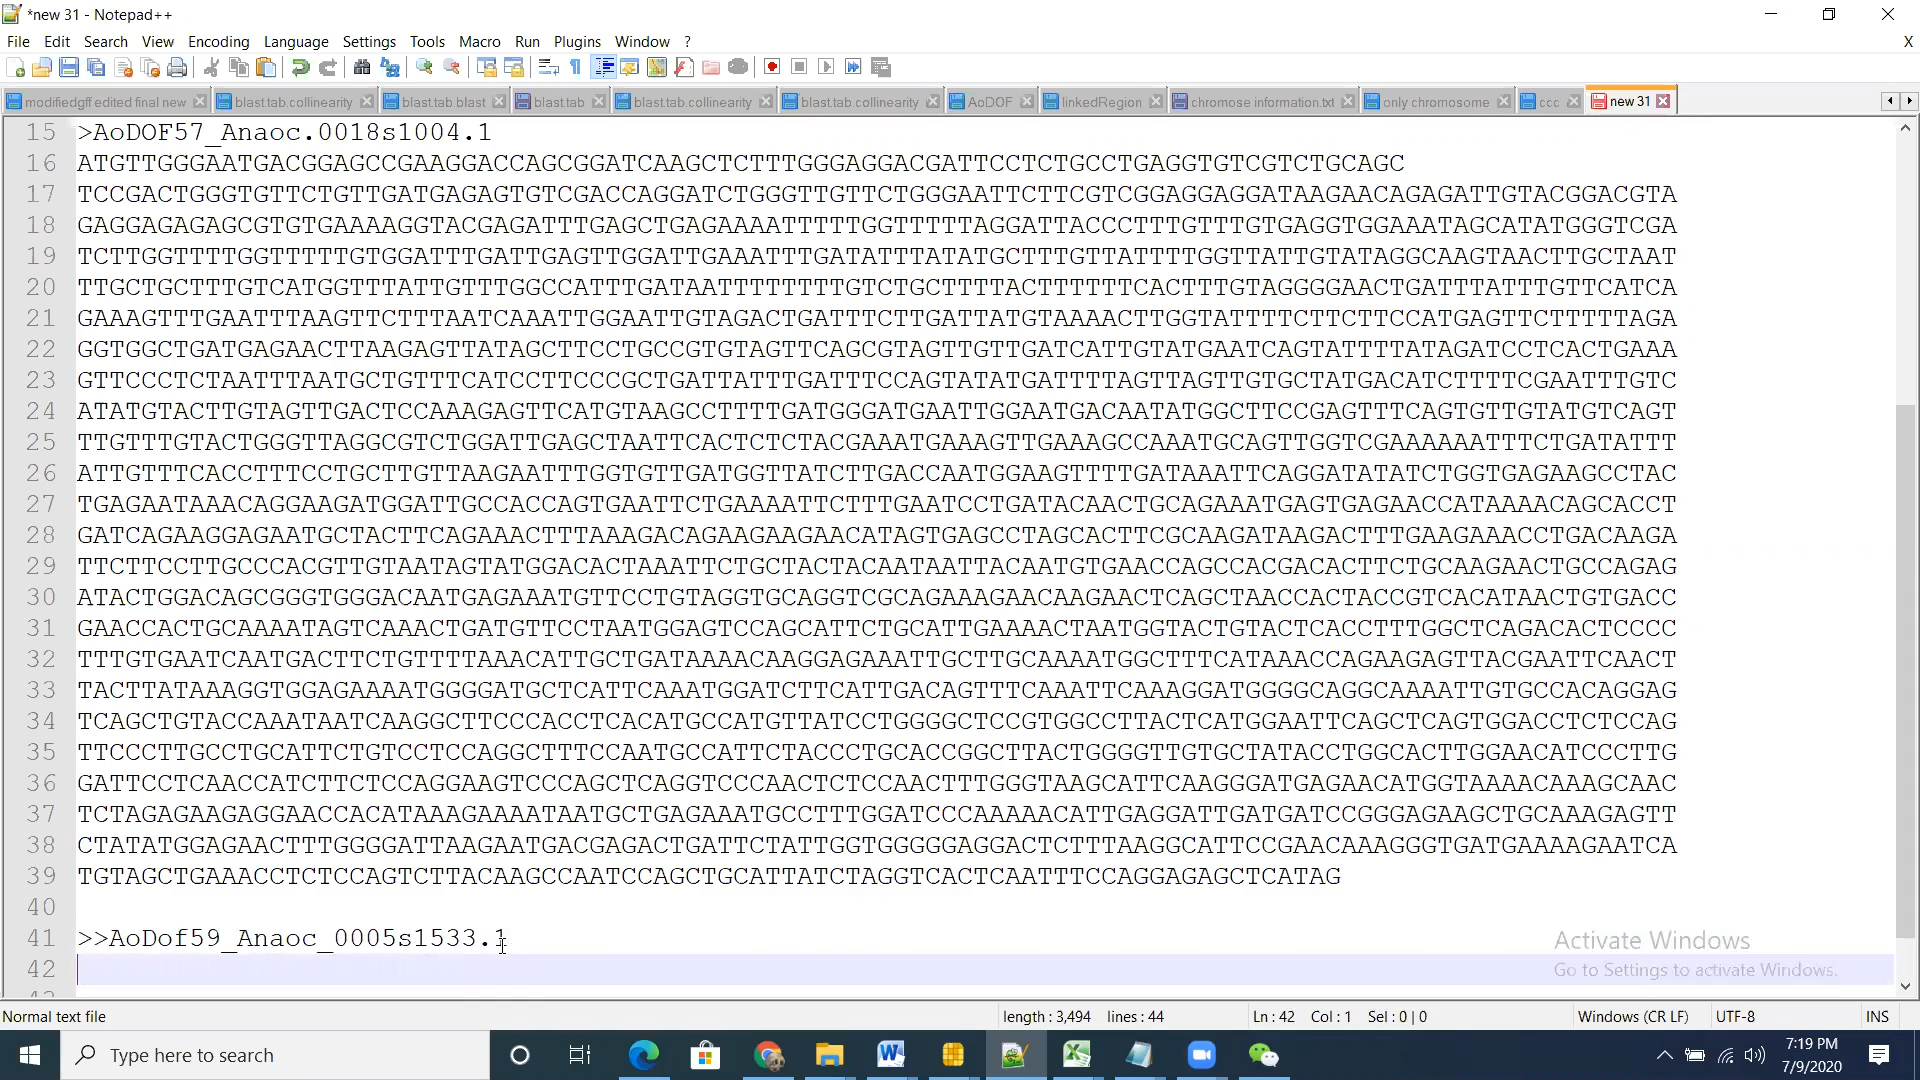 *new 31 - Notepad++
File Edit Search View Encoding Language Settings Tools Macro Run Plugins Window ? X
modifiedgff edited final new blast.tab.collinearity blast.tab.blast blast.tab blast.tab.collinearity blast.tab.collinearity AoDOF linkedRegion chromose information.txt only chromosome ccc new 31
15 >AoDOF57_Anaoc.0018s1004.1
16 ATGTTGGGAATGACGGAGCCGAAGGACCAGCGGATCAAGCTCTTTGGGAGGACGATTCCTCTGCCTGAGGTGTCGTCTGCAGC
17 TCCGACTGGGTGTTCTGTTGATGAGAGTGTCGACCAGGATCTGGGTTGTTCTGGGAATTCTTCGTCGGAGGAGGATAAGAACAGAGATTGTACGGACGTA
18 GAGGAGAGAGCGTGTGAAAAGGTACGAGATTTGAGCTGAGAAAATTTTTGGTTTTTAGGATTACCCTTTGTTTGTGAGGTGGAAATAGCATATGGGTCGA
19 TCTTGGTTTTGGTTTTTGTGGATTTGATTGAGTTGGATTGAAATTTGATATTTATATGCTTTGTTATTTTGGTTATTGTATAGGCAAGTAACTTGCTAAT
20 TTGCTGCTTTGTCATGGTTTATTGTTTGGCCATTTGATAATTTTTTTTGTCTGCTTTTACTTTTTTCACTTTGTAGGGGAACTGATTTATTTGTTCATCA
21 GAAAGTTTGAATTTAAGTTCTTTAATCAAATTGGAATTGTAGACTGATTTCTTGATTATGTAAAACTTGGTATTTTCTTCTTCCATGAGTTCTTTTTAGA
22 GGTGGCTGATGAGAACTTAAGAGTTATAGCTTCCTGCCGTGTAGTTCAGCGTAGTTGTTGATCATTGTATGAATCAGTATTTTATAGATCCTCACTGAAA
23 GTTCCCTCTAATTTAATGCTGTTTCATCCTTCCCGCTGATTATTTGATTTCCAGTATATGATTTTAGTTAGTTGTGCTATGACATCTTTTCGAATTTGTC
24 ATATGTACTTGTAGTTGACTCCAAAGAGTTCATGTAAGCCTTTTGATGGGATGAATTGGAATGACAATATGGCTTCCGAGTTTCAGTGTTGTATGTCAGT
25 TTGTTTGTACTGGGTTAGGCGTCTGGATTGAGCTAATTCACTCTCTACGAAATGAAAGTTGAAAGCCAAATGCAGTTGGTCGAAAAAATTTCTGATATTT
26 ATTGTTTCACCTTTCCTGCTTGTTAAGAATTTGGTGTTGATGGTTATCTTGACCAATGGAAGTTTTGATAAATTCAGGATATATCTGGTGAGAAGCCTAC
27 TGAGAATAAACAGGAAGATGGATTGCCACCAGTGAATTCTGAAAATTCTTTGAATCCTGATACAACTGCAGAAATGAGTGAGAACCATAAAACAGCACCT
28 GATCAGAAGGAGAATGCTACTTCAGAAACTTTAAAGACAGAAGAAGAACATAGTGAGCCTAGCACTTCGCAAGATAAGACTTTGAAGAAACCTGACAAGA
29 TTCTTCCTTGCCCACGTTGTAATAGTATGGACACTAAATTCTGCTACTACAATAATTACAATGTGAACCAGCCACGACACTTCTGCAAGAACTGCCAGAG
30 ATACTGGACAGCGGGTGGGACAATGAGAAATGTTCCTGTAGGTGCAGGTCGCAGAAAGAACAAGAACTCAGCTAACCACTACCGTCACATAACTGTGACC
31 GAACCACTGCAAAATAGTCAAACTGATGTTCCTAATGGAGTCCAGCATTCTGCATTGAAAACTAATGGTACTGTACTCACCTTTGGCTCAGACACTCCCC
32 TTTGTGAATCAATGACTTCTGTTTTAAACATTGCTGATAAAACAAGGAGAAATTGCTTGCAAAATGGCTTTCATAAACCAGAAGAGTTACGAATTCAACT
33 TACTTATAAAGGTGGAGAAAATGGGGATGCTCATTCAAATGGATCTTCATTGACAGTTTCAAATTCAAAGGATGGGGCAGGCAAAATTGTGCCACAGGAG
34 TCAGCTGTACCAAATAATCAAGGCTTCCCACCTCACATGCCATGTTATCCTGGGGCTCCGTGGCCTTACTCATGGAATTCAGCTCAGTGGACCTCTCCAG
35 TTCCCTTGCCTGCATTCTGTCCTCCAGGCTTTCCAATGCCATTCTACCCTGCACCGGCTTACTGGGGTTGTGCTATACCTGGCACTTGGAACATCCCTTG
36 GATTCCTCAACCATCTTCTCCAGGAAGTCCCAGCTCAGGTCCCAACTCTCCAACTTTGGGTAAGCATTCAAGGGATGAGAACATGGTAAAACAAAGCAAC
37 TCTAGAGAAGAGGAACCACATAAAGAAAATAATGCTGAGAAATGCCTTTGGATCCCAAAAACATTGAGGATTGATGATCCGGGAGAAGCTGCAAAGAGTT
38 CTATATGGAGAACTTTGGGGATTAAGAATGACGAGACTGATTCTATTGGTGGGGGAGGACTCTTTAAGGCATTCCGAACAAAGGGTGATGAAAAGAATCA
39 TGTAGCTGAAACCTCTCCAGTCTTACAAGCCAATCCAGCTGCATTATCTAGGTCACTCAATTTCCAGGAGAGCTCATAG
40
41 >>AoDof59_Anaoc_0005s1533.1
42
Activate Windows
Go to Settings to activate Windows.
Normal text file length : 3,494 lines : 44 Ln : 42 Col : 1 Sel : 0 | 0 Windows (CR LF) UTF-8 INS
Type here to search
7:19 PM
7/9/2020